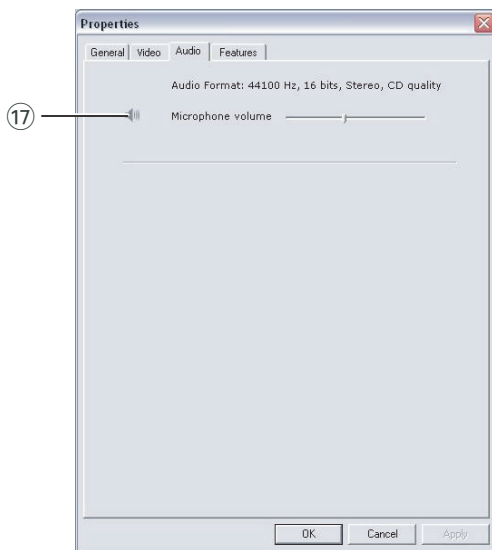 Properties
General Video Audio Features
Audio Format: 44100 Hz, 16 bits, Stereo, CD quality
⑰ Microphone volume
OK Cancel Apply